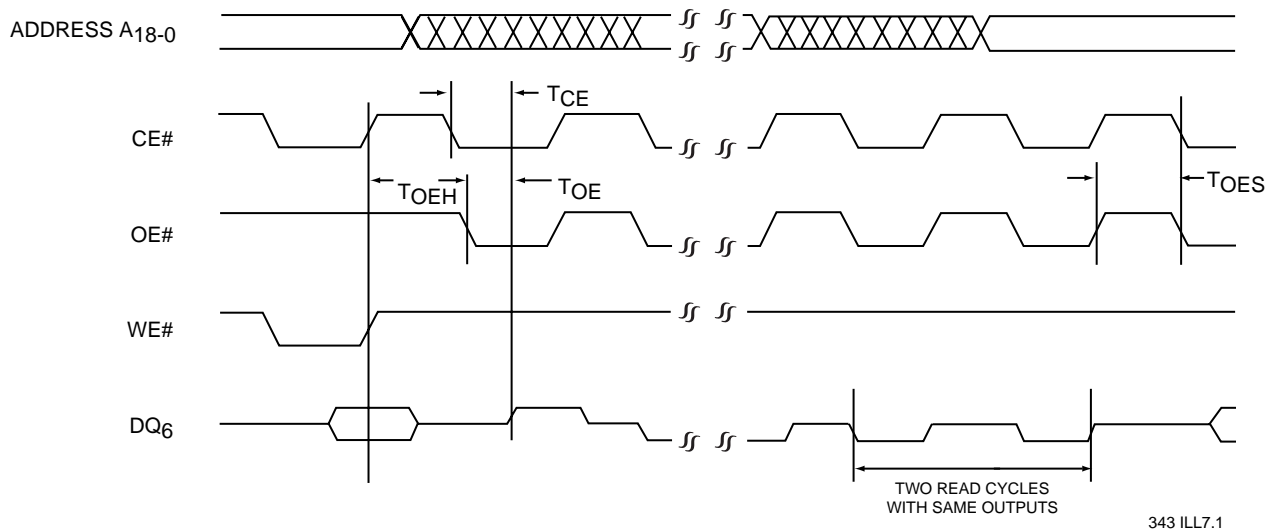 ADDRESS A18-0
TCE
CE#
TOEH
TOE
TOES
OE#
WE#
DQ6
TWO READ CYCLES
WITH SAME OUTPUTS
343 ILL7.1